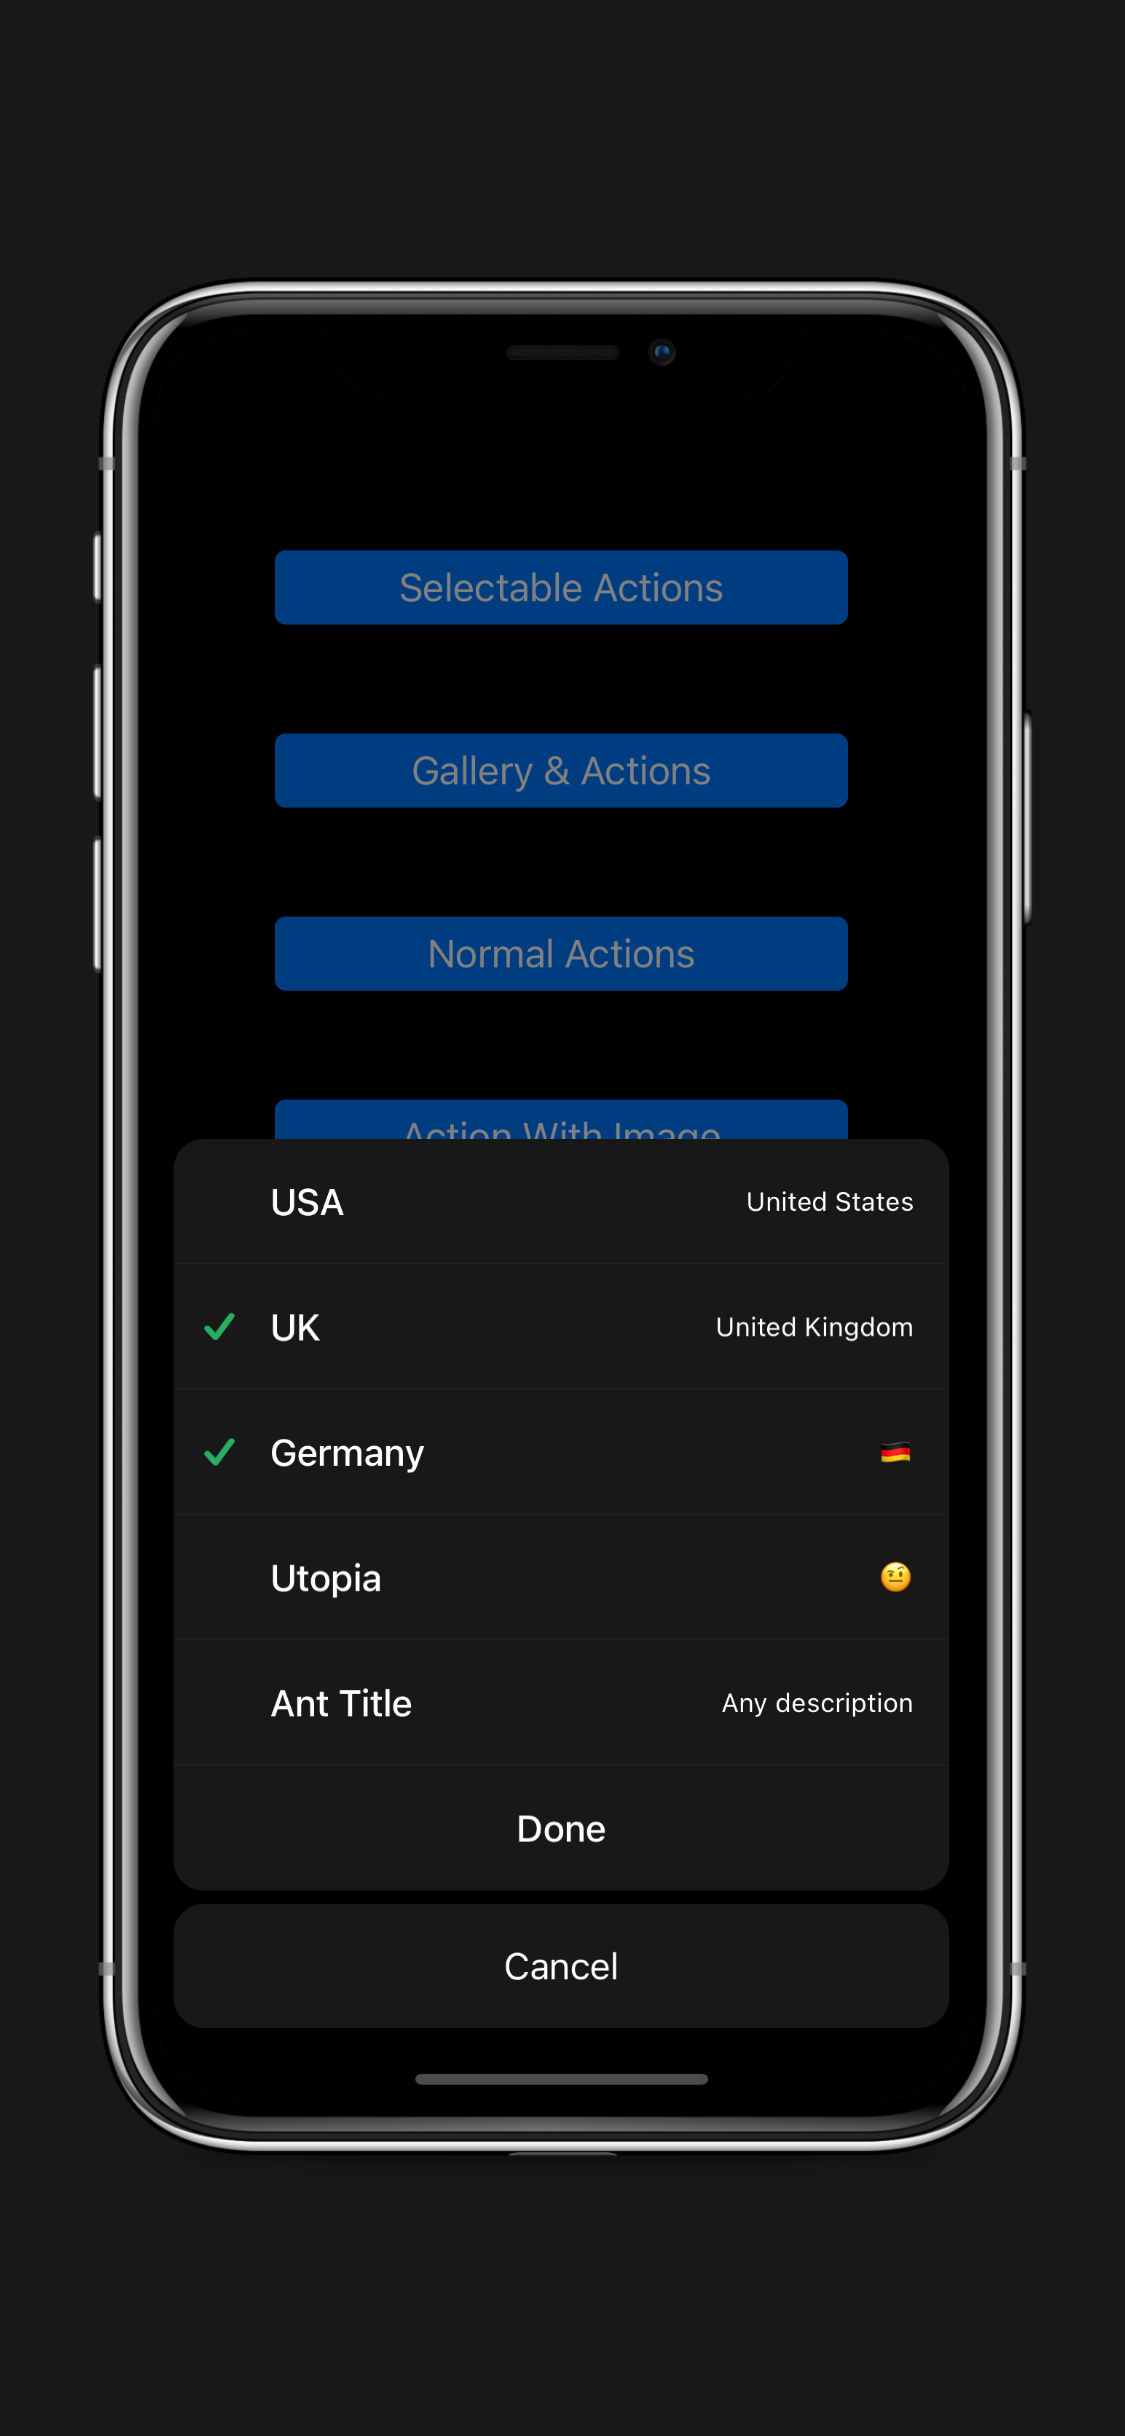 Selectable Actions
Gallery & Actions
Normal Actions
Action With Image
USA United States
UK United Kingdom
Germany 🇩🇪
Utopia 🤨
Ant Title Any description
Done
Cancel